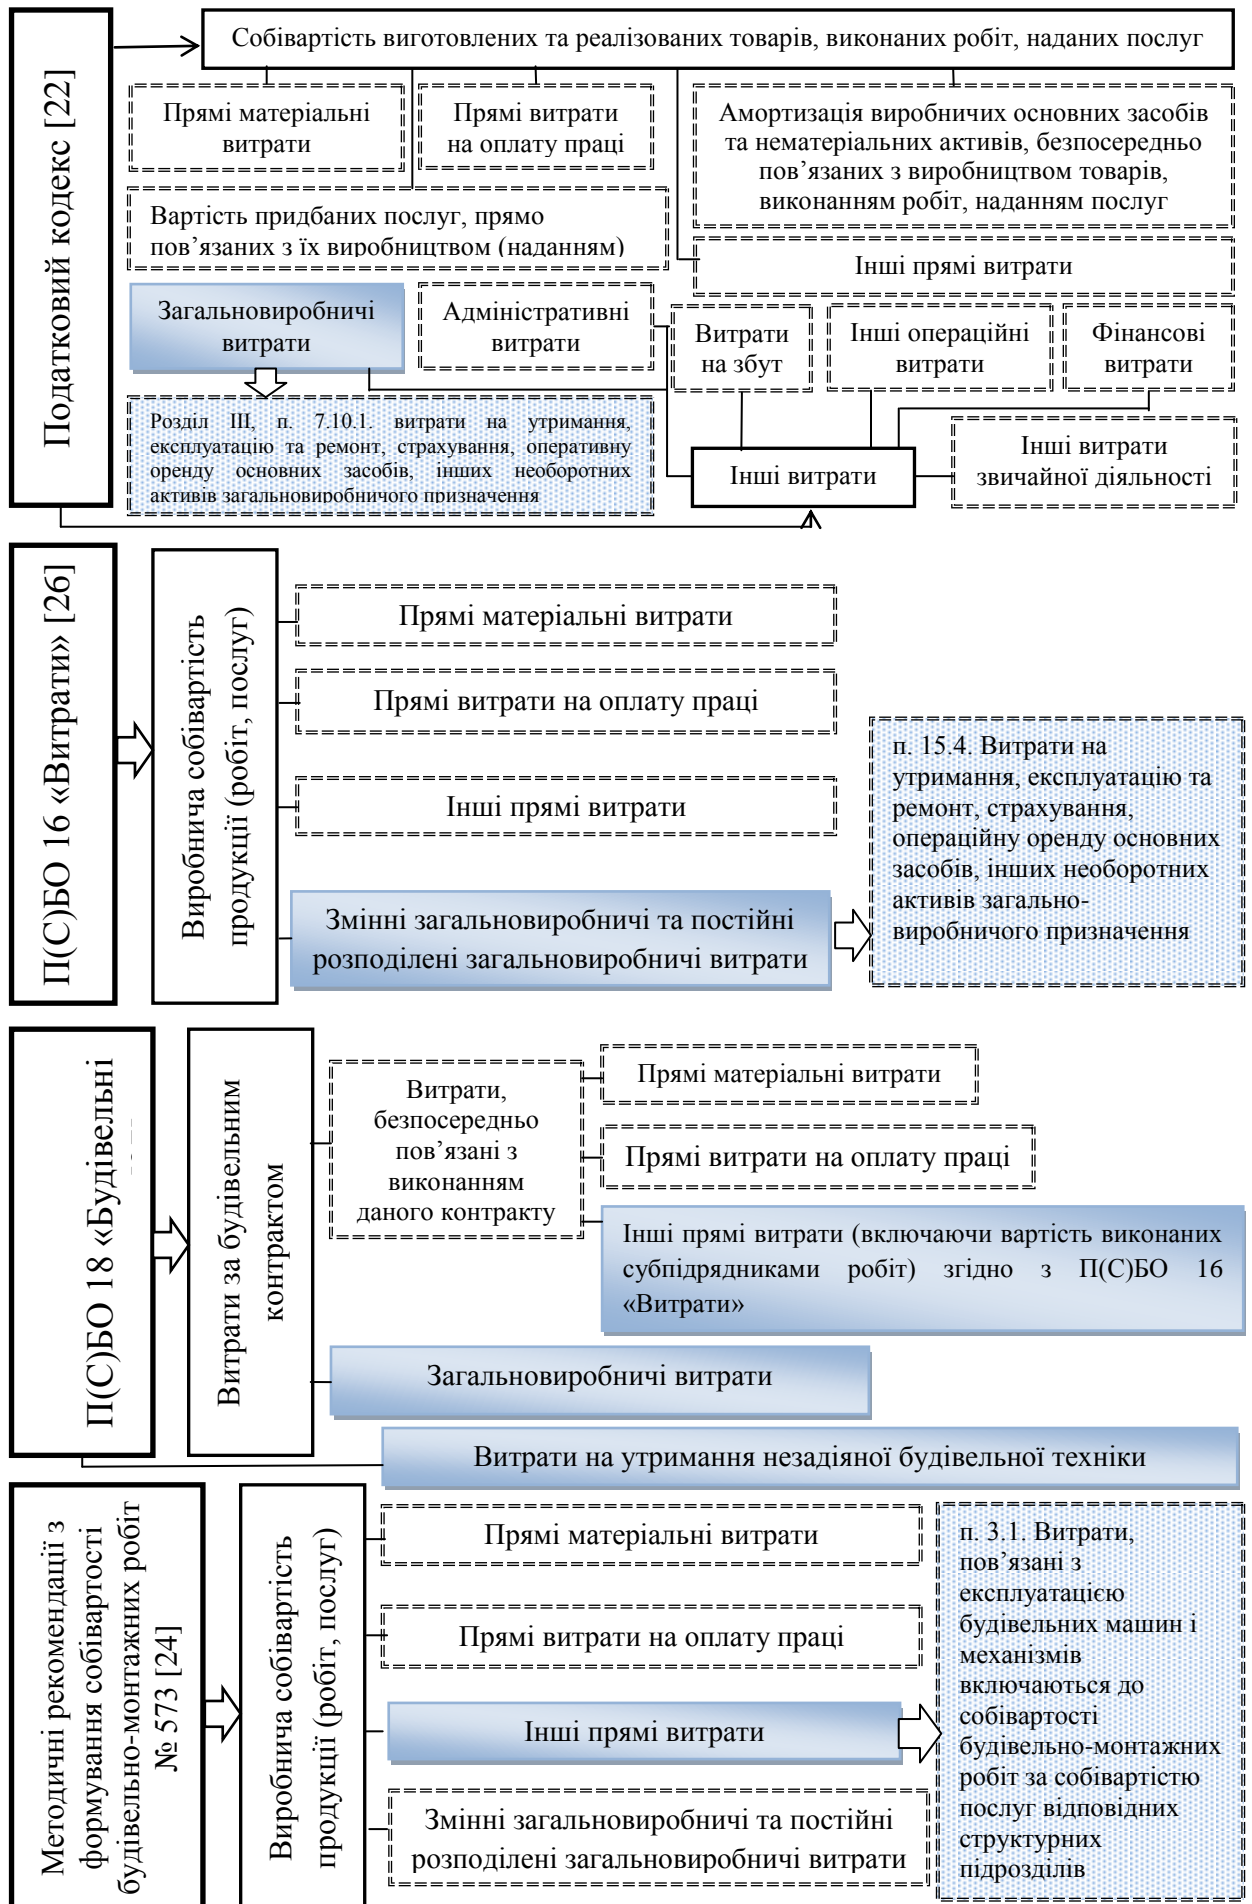 Податковий кодекс [22]
Собівартість виготовлених та реалізованих товарів, виконаних робіт, наданих послуг
Прямі матеріальні
витрати
Прямі витрати
на оплату праці
Амортизація виробничих основних засобів
та нематеріальних активів, безпосередньо
пов’язаних з виробництвом товарів,
виконанням робіт, наданням послуг
Вартість придбаних послуг, прямо
пов’язаних з їх виробництвом (наданням)
Інші прямі витрати
Загальновиробничі
витрати
Адміністративні
витрати
Витрати
на збут
Інші операційні
витрати
Фінансові
витрати
Розділ ІІІ, п. 7.10.1. витрати на утримання,
експлуатацію та ремонт, страхування, оперативну
оренду основних засобів, інших необоротних
активів загальновиробничого призначення
Інші витрати
Інші витрати
звичайної діяльності
П(С)БО 16 «Витрати» [26]
Виробнича собівартість
продукції (робіт, послуг)
Прямі матеріальні витрати
Прямі витрати на оплату праці
Інші прямі витрати
Змінні загальновиробничі та постійні
розподілені загальновиробничі витрати
п. 15.4. Витрати на
утримання, експлуатацію та
ремонт, страхування,
операційну оренду основних
засобів, інших необоротних
активів загально-
виробничого призначення
П(С)БО 18 «Будівельні
Витрати за будівельним
контрактом
Витрати,
безпосередньо
пов’язані з
виконанням
даного контракту
Прямі матеріальні витрати
Прямі витрати на оплату праці
Інші прямі витрати (включаючи вартість виконаних
субпідрядниками робіт) згідно з П(С)БО 16
«Витрати»
Загальновиробничі витрати
Витрати на утримання незадіяної будівельної техніки
Методичні рекомендації з
формування собівартості
будівельно-монтажних робіт
№ 573 [24]
Виробнича собівартість
продукції (робіт, послуг)
Прямі матеріальні витрати
Прямі витрати на оплату праці
Інші прямі витрати
Змінні загальновиробничі та постійні
розподілені загальновиробничі витрати
п. 3.1. Витрати,
пов’язані з
експлуатацією
будівельних машин і
механізмів
включаються до
собівартості
будівельно-монтажних
робіт за собівартістю
послуг відповідних
структурних
підрозділів